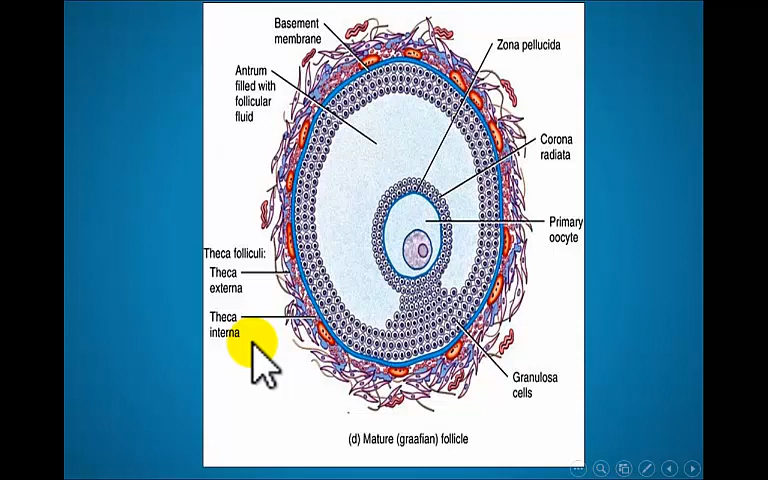 Basement
membrane
Zona pellucida
Antrum
filled with
follicular
fluid
Corona
radiata
Primary
oocyte
Theca folliculi:
Theca
externa
Theca
interna
Granulosa
cells
(d) Mature (graafian) follicle